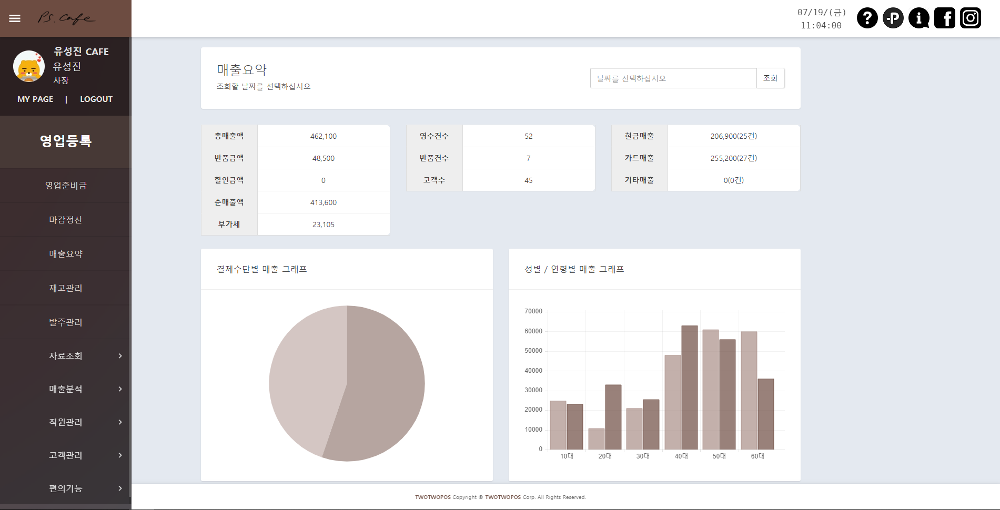 Ps. Cafe
07/19/(금)
11:04:00
유성진 CAFE
유성진
사장
MY PAGE | LOGOUT
영업등록
영업준비금
마감정산
매출요약
재고관리
발주관리
자료조회
매출분석
직원관리
고객관리
편의기능
매출요약
조회할 날짜를 선택하십시오
날짜를 선택하십시오 조회
총매출액 462,100
반품금액 48,500
할인금액 0
순매출액 413,600
부가세 23,105
영수건수 52
반품건수 7
고객수 45
현금매출 206,900(25건)
카드매출 255,200(27건)
기타매출 0(0건)
결제수단별 매출 그래프
성별 / 연령별 매출 그래프
70000
60000
50000
40000
30000
20000
10000
0
10대 20대 30대 40대 50대 60대
TWOTWOPOS Copyright © TWOTWOPOS Corp. All Rights Reserved.